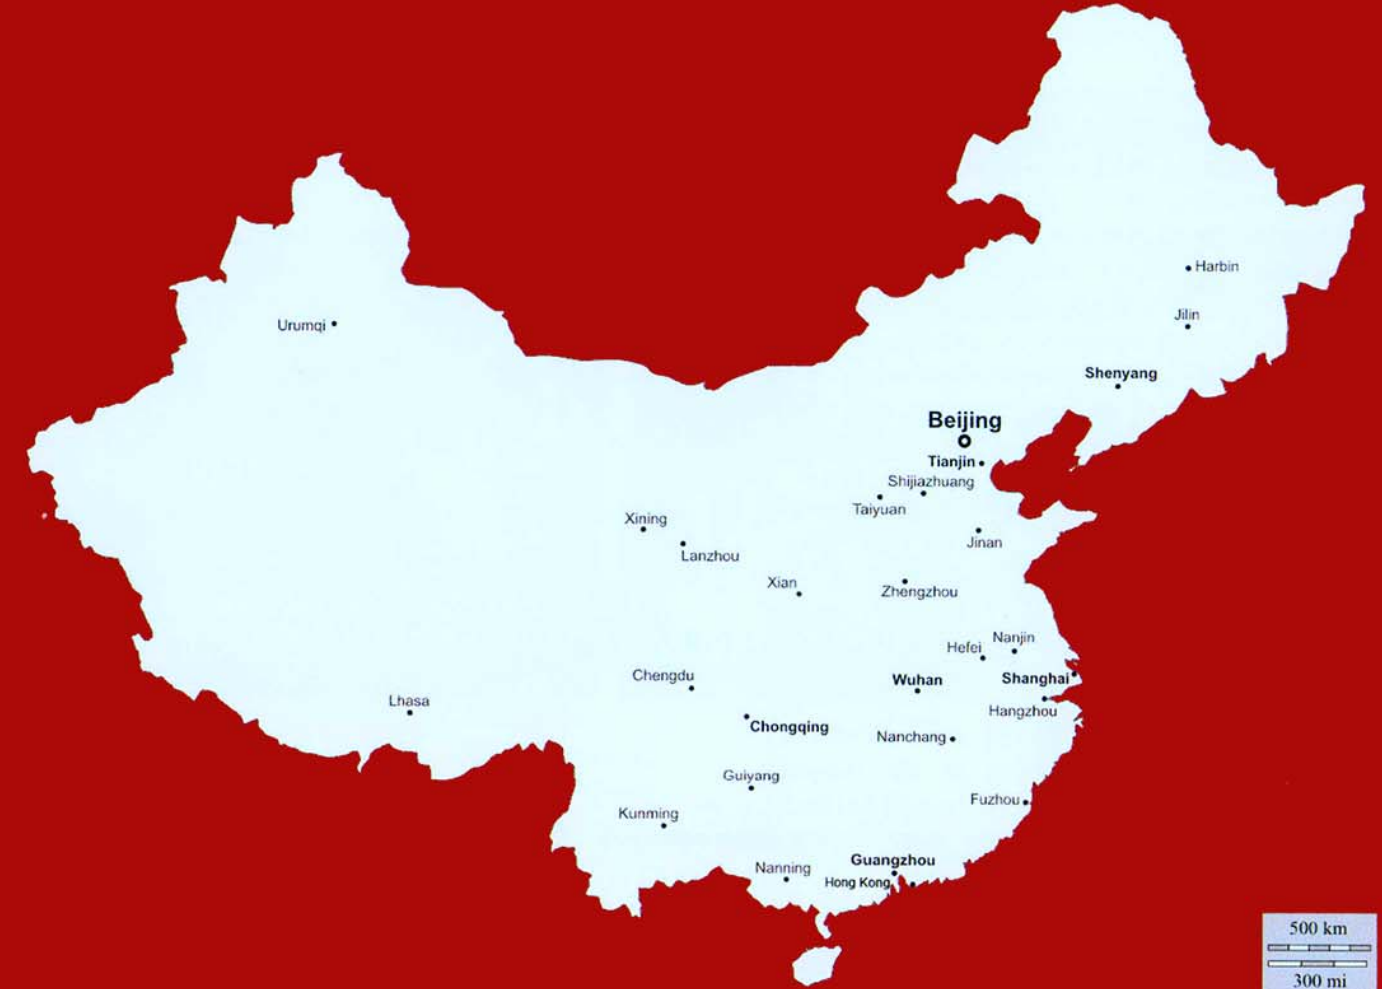 Harbin
Jilin
Urumqi
Shenyang
Beijing
Tianjin
Shijiazhuang
Taiyuan
Xining
Jinan
Lanzhou
Xian
Zhengzhou
Nanjin
Hefei
Chengdu
Wuhan
Shanghai
Lhasa
Hangzhou
Chongqing
Nanchang
Guiyang
Fuzhou
Kunming
Guangzhou
Nanning
Hong Kong
500 km
300 mi